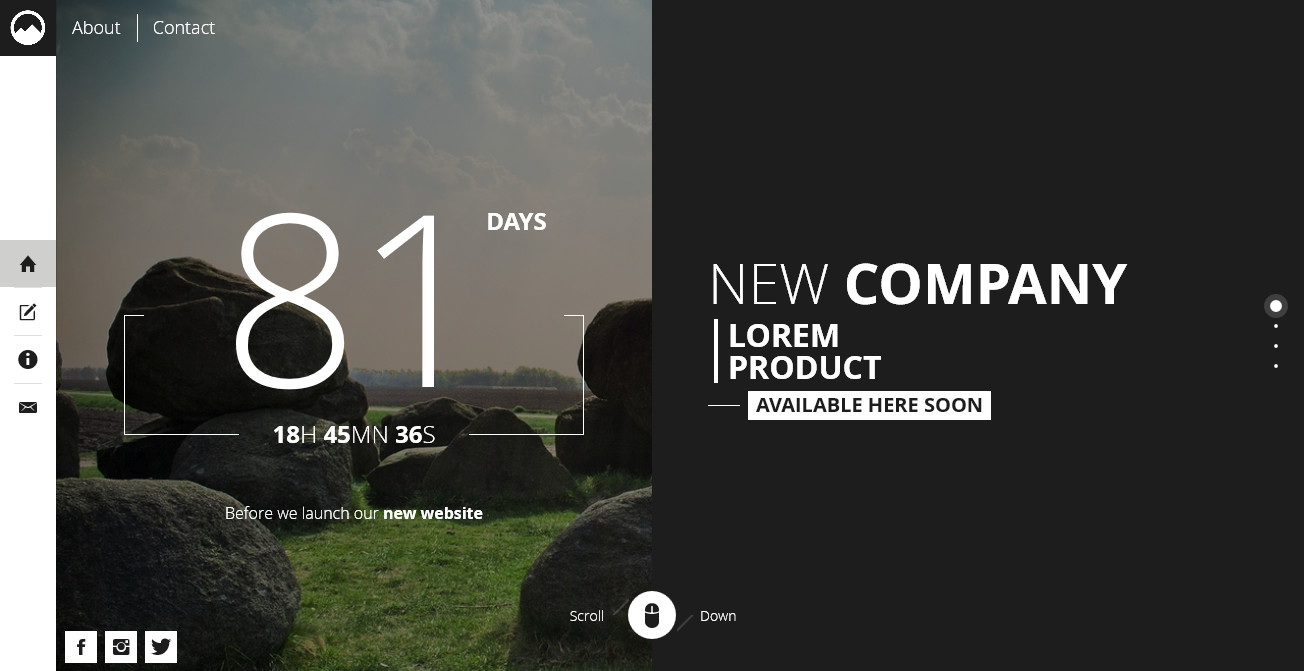 About
Contact
81
DAYS
18H 45MN 36S
Before we launch our new website
NEW COMPANY
LOREM
PRODUCT
AVAILABLE HERE SOON
Scroll
Down